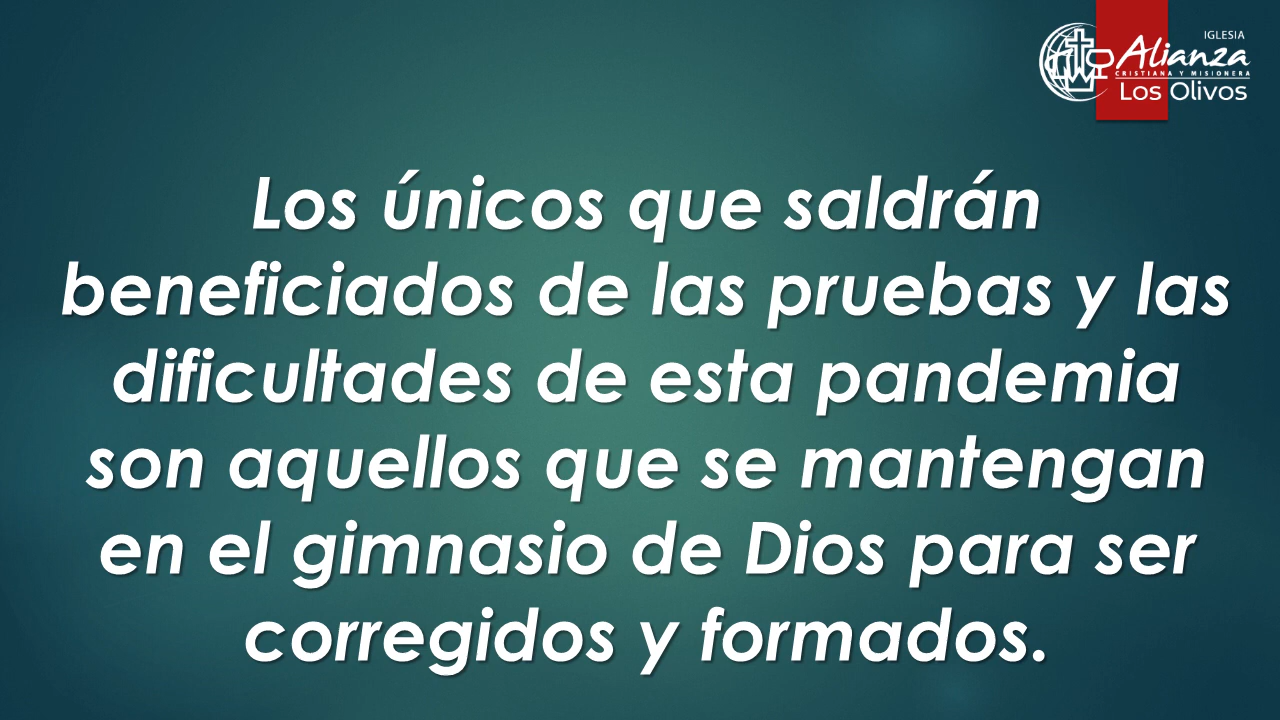 IGLESIA
Alianza
CRISTIANA Y MISIONERA
Los Olivos
Los únicos que saldrán
beneficiados de las pruebas y las
dificultades de esta pandemia
son aquellos que se mantengan
en el gimnasio de Dios para ser
corregidos y formados.